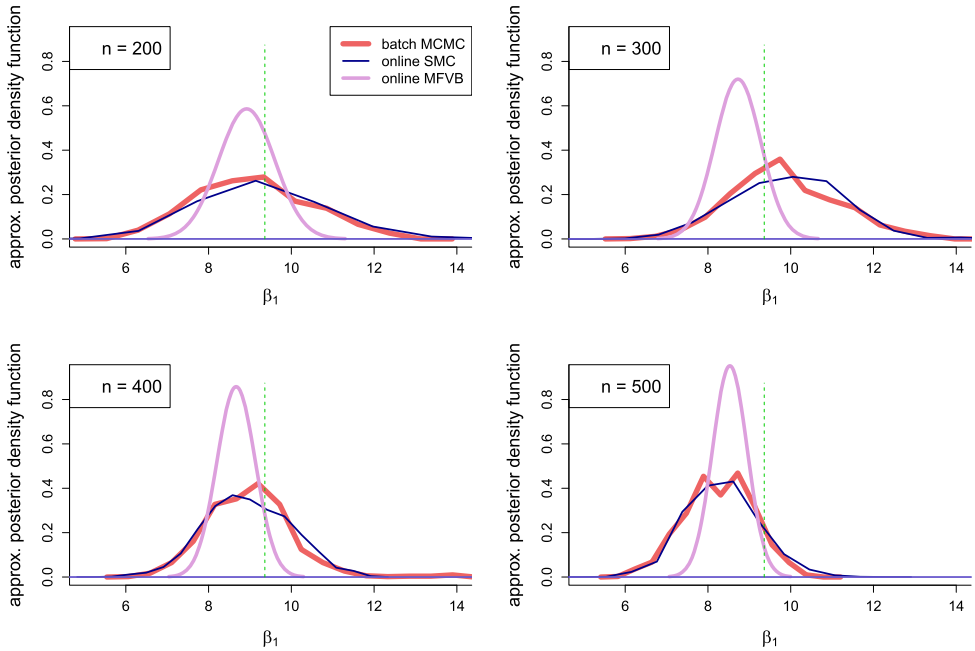 n = 200
batch MCMC
online SMC
online MFVB
approx. posterior density function
0.0 0.2 0.4 0.6 0.8
6 8 10 12 14
β1
n = 300
approx. posterior density function
0.0 0.2 0.4 0.6 0.8
6 8 10 12 14
β1
n = 400
approx. posterior density function
0.0 0.2 0.4 0.6 0.8
6 8 10 12 14
β1
n = 500
approx. posterior density function
0.0 0.2 0.4 0.6 0.8
6 8 10 12 14
β1